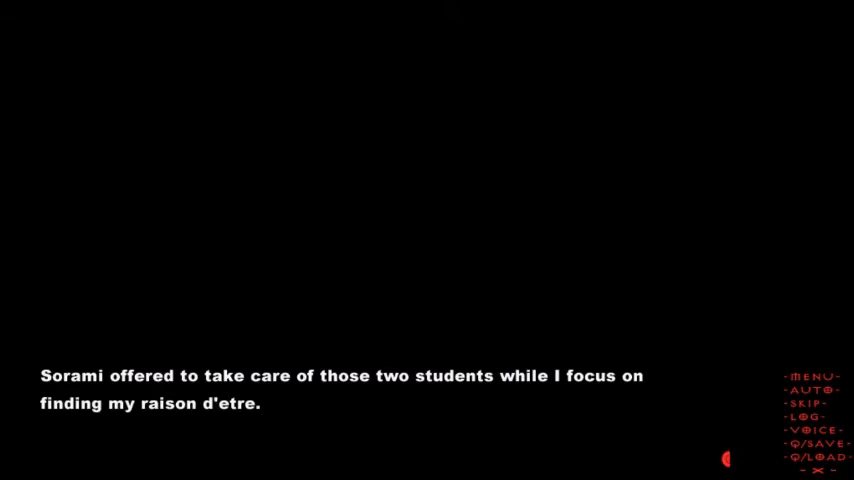 Sorami offered to take care of those two students while I focus on
finding my raison d'etre.
-MENU-
-AUTO-
-SKIP-
-LOG-
-VOICE-
-Q/SAVE-
-Q/LOAD-
-X-